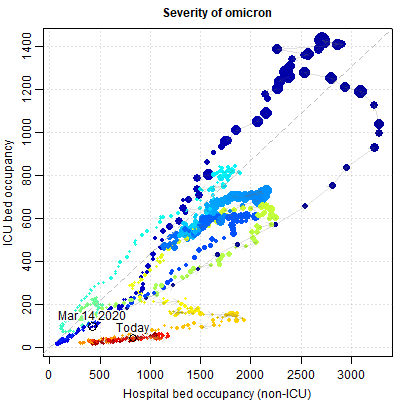 Severity of omicron
ICU bed occupancy
1400
1200
1000
800
600
400
200
0
Mar 14 2020
Today
0 500 1000 1500 2000 2500 3000
Hospital bed occupancy (non-ICU)